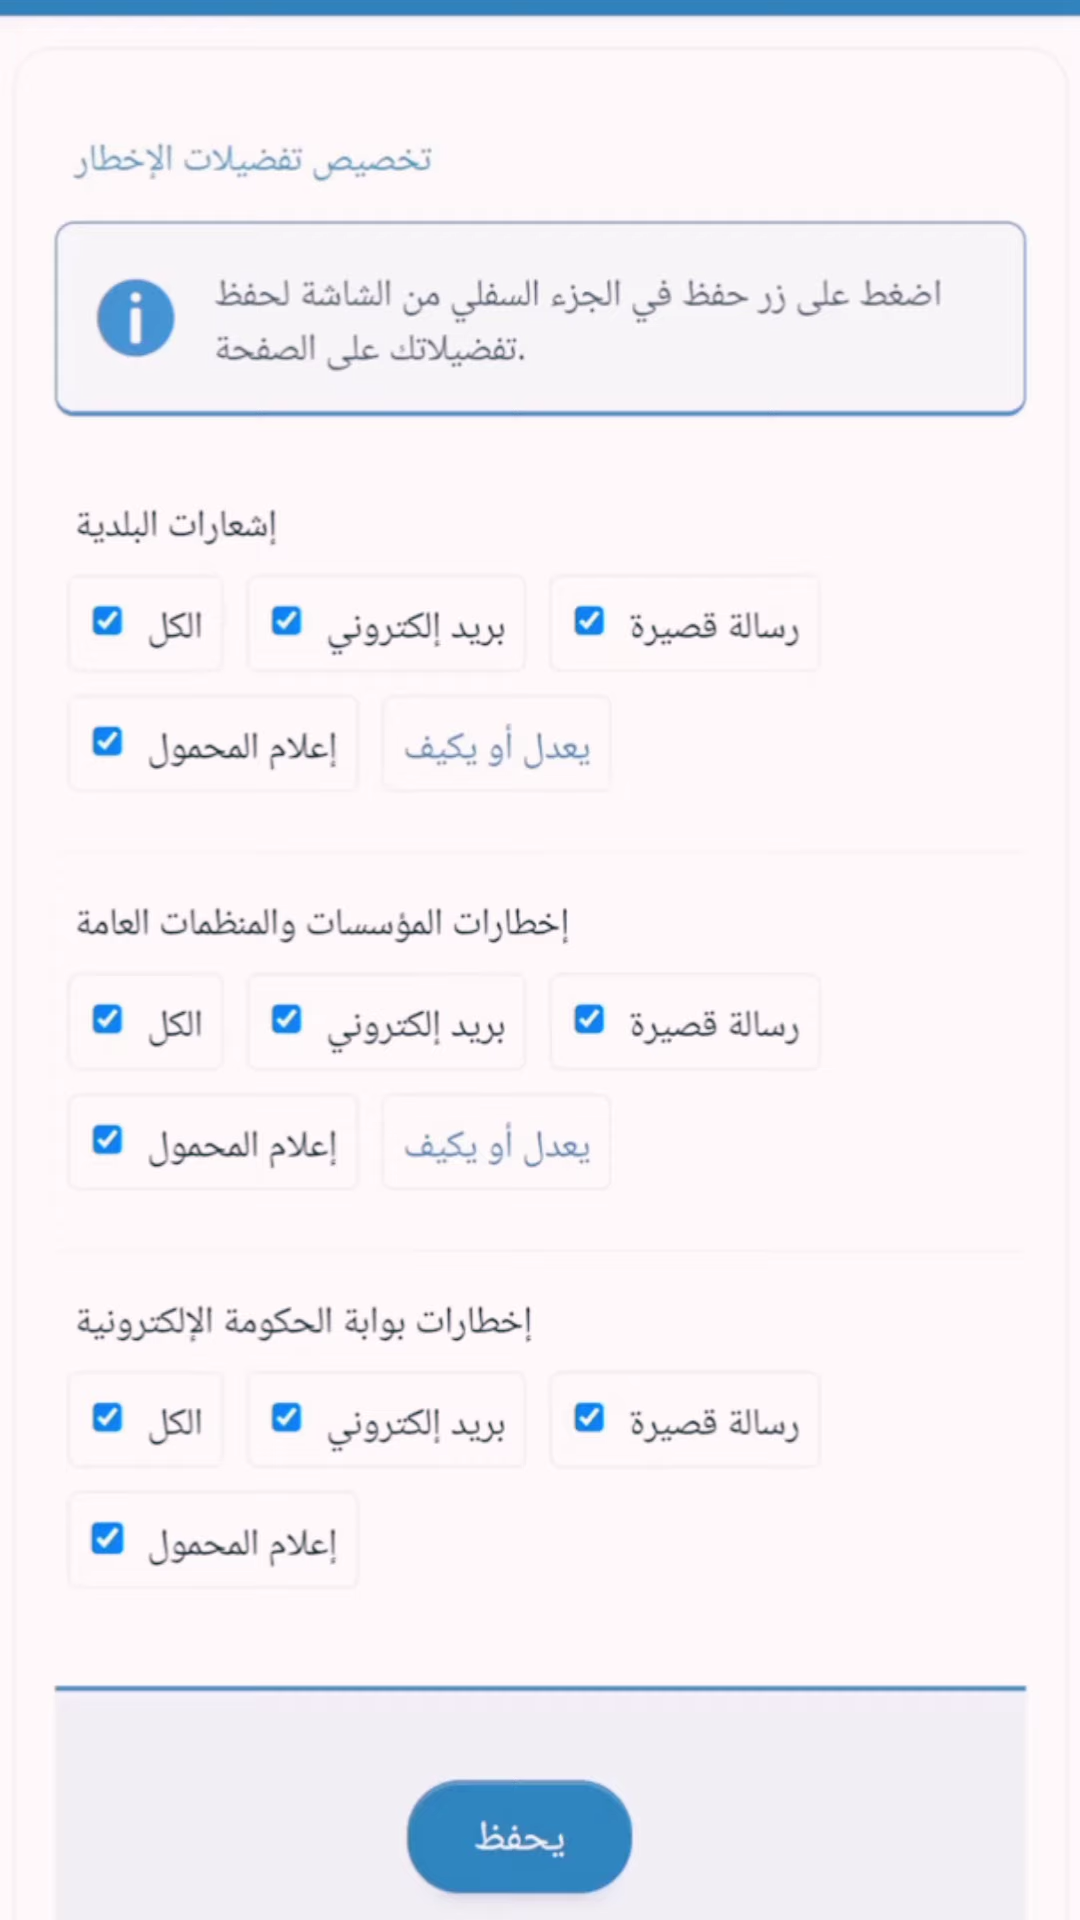 تخصيص تفضيلات الإخطار
اضغط على زر حفظ في الجزء السفلي من الشاشة لحفظ
تفضيلاتك على الصفحة.
إشعارات البلدية
الكل بريد إلكتروني رسالة قصيرة
إعلام المحمول يعدل أو يكيف
إخطارات المؤسسات والمنظمات العامة
الكل بريد إلكتروني رسالة قصيرة
إعلام المحمول يعدل أو يكيف
إخطارات بوابة الحكومة الإلكترونية
الكل بريد إلكتروني رسالة قصيرة
إعلام المحمول
يحفظ